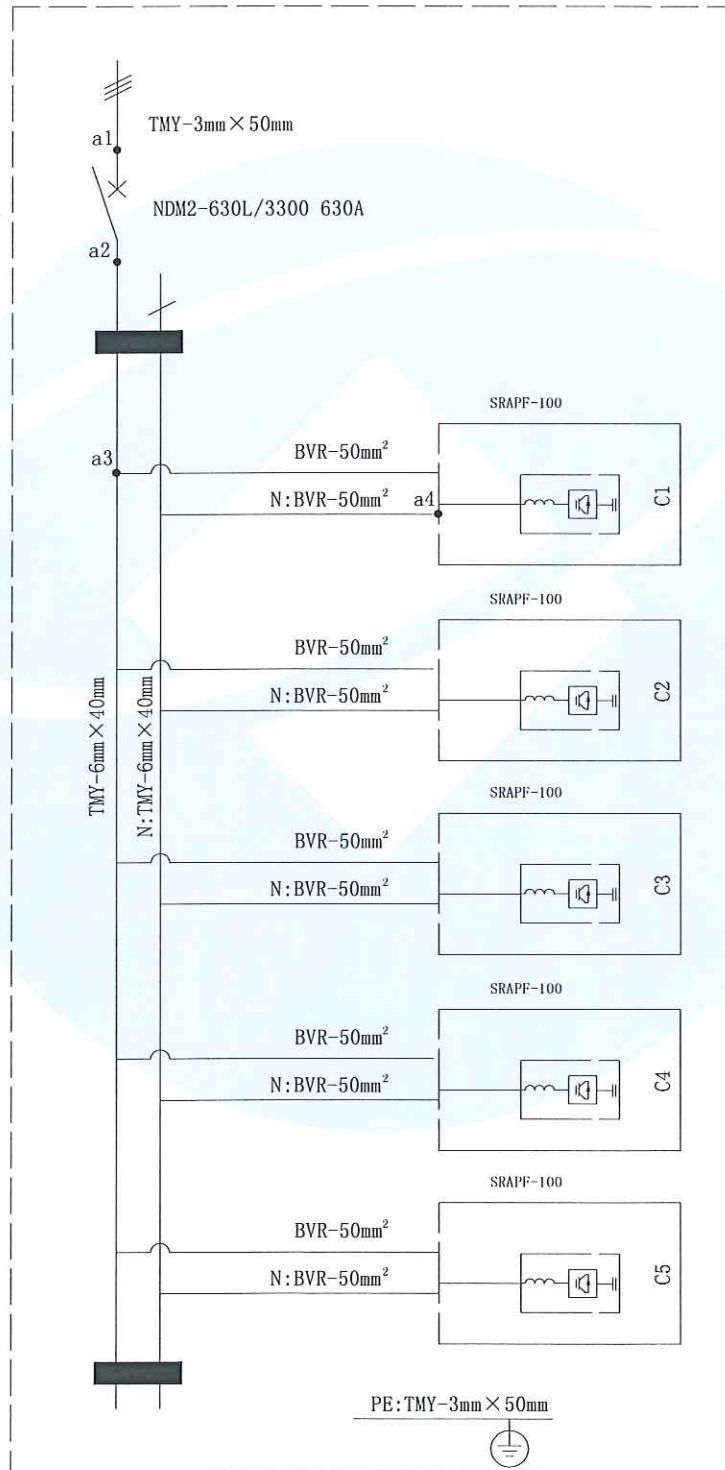 TMY-3mm×50mm
a1
NDM2-630L/3300 630A
a2
SRAPF-100
BVR-50mm²
a3
N:BVR-50mm²
a4
C1
SRAPF-100
BVR-50mm²
N:BVR-50mm²
C2
TMY-6mm×40mm
N:TMY-6mm×40mm
SRAPF-100
BVR-50mm²
N:BVR-50mm²
C3
SRAPF-100
BVR-50mm²
N:BVR-50mm²
C4
SRAPF-100
BVR-50mm²
N:BVR-50mm²
C5
PE:TMY-3mm×50mm